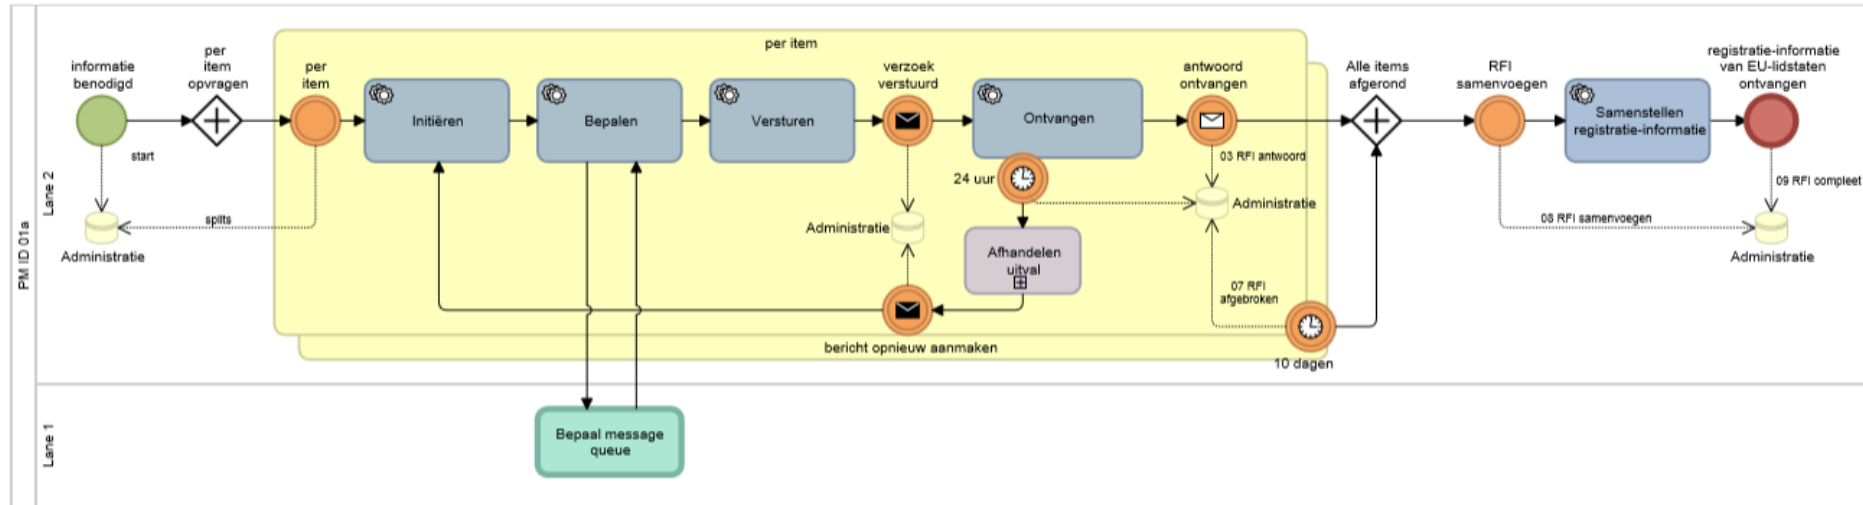 PM ID 01a
Lane 2
Lane 1
informatie
benodigd
per
item
opvragen
per
item
per item
Initiëren
Bepalen
Versturen
verzoek
verstuurd
Ontvangen
antwoord
ontvangen
Alle items
afgerond
RFI
samenvoegen
Samenstellen
registratie-informatie
registratie-informatie
van EU-lidstaten
ontvangen
start
splits
Administratie
24 uur
Administratie
Afhandelen
uitval
03 RFI antwoord
Administratie
07 RFI
afgebroken
bericht opnieuw aanmaken
10 dagen
08 RFI samenvoegen
09 RFI compleet
Administratie
Bepaal message
queue